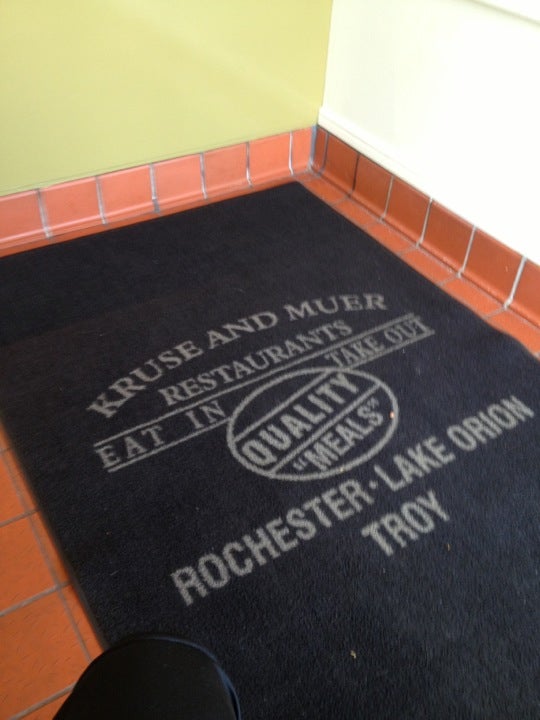 KRUSE AND MUER
RESTAURANTS
EAT IN TAKE OUT
QUALITY
"MEALS"
ROCHESTER · LAKE ORION
TROY